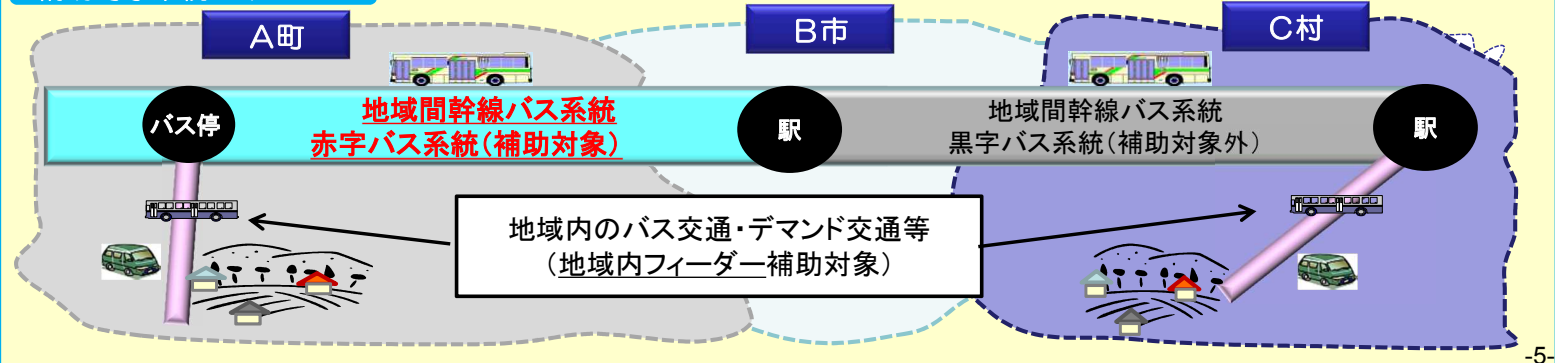 A町
B市
C村
バス停
地域間幹線バス系統
赤字バス系統(補助対象)
駅
地域間幹線バス系統
黒字バス系統(補助対象外)
駅
地域内のバス交通・デマンド交通等
(地域内フィーダー補助対象)
-5-